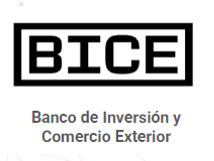 BICE
Banco de Inversión y
Comercio Exterior